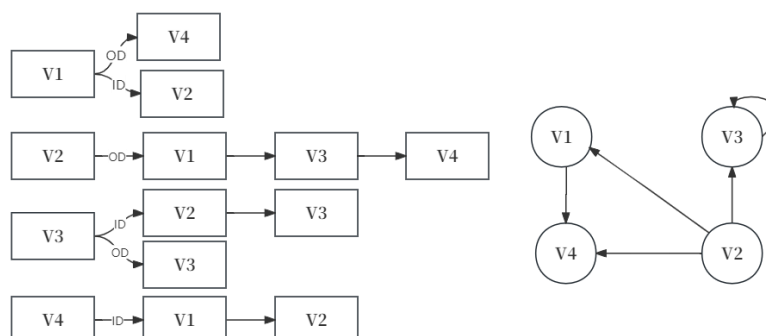 V4
OD
V1
ID
V2
V2 OD V1 V3 V4
V1 V3
ID V2 V3
V3
OD V3
V4 V2
V4 ID V1 V2